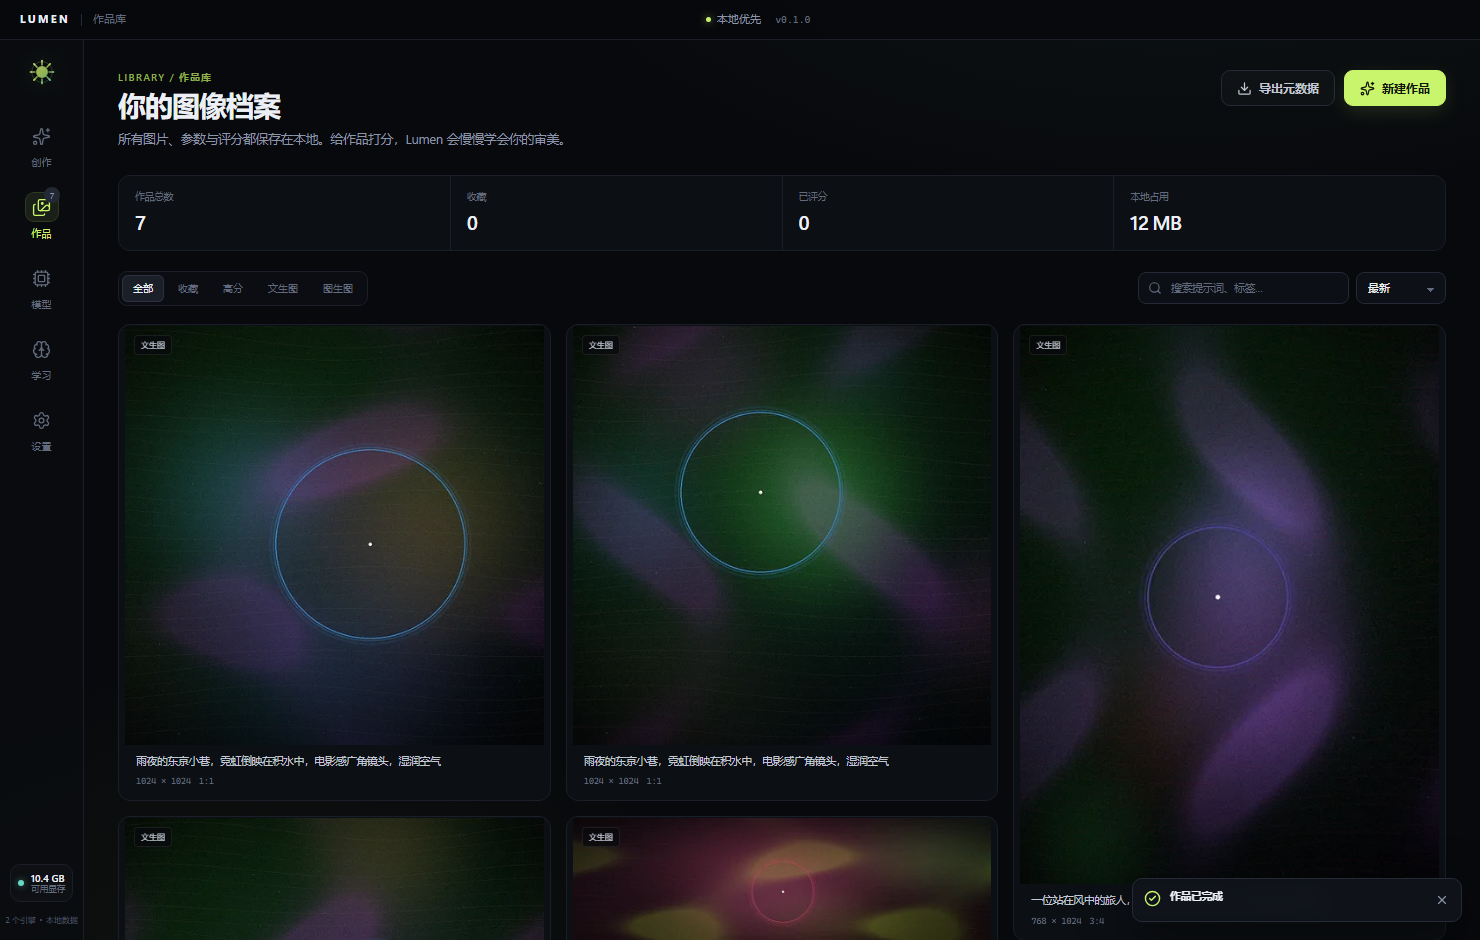 LUMEN 作品库
本地优先 v0.1.0
LIBRARY / 作品库
你的图像档案
所有图片、参数与评分都保存在本地。给作品打分，Lumen 会慢慢学会你的审美。
导出元数据
新建作品
创作
7
作品
模型
学习
设置
10.4 GB
可用显存
2 个引擎 • 本地数据
作品总数
7
收藏
0
已评分
0
本地占用
12 MB
全部 收藏 高分 文生图 图生图
搜索提示词、标签...
最新
文生图
雨夜的东京小巷，霓虹倒映在积水中，电影感广角镜头，湿润空气
1024 × 1024 1:1
文生图
雨夜的东京小巷，霓虹倒映在积水中，电影感广角镜头，湿润空气
1024 × 1024 1:1
文生图
一位站在风中的旅人，
768 × 1024 3:4
文生图
文生图
作品已完成